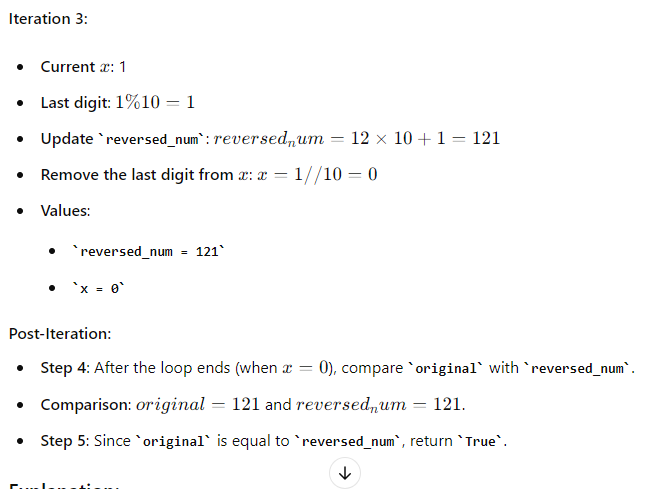 Iteration 3:
• Current x: 1
• Last digit: 1%10 = 1
• Update `reversed_num`: reversed_num = 12 × 10 + 1 = 121
• Remove the last digit from x: x = 1//10 = 0
• Values:
• `reversed_num = 121`
• `x = 0`
Post-Iteration:
• Step 4: After the loop ends (when x = 0), compare `original` with `reversed_num`.
• Comparison: original = 121 and reversed_num = 121.
• Step 5: Since `original` is equal to `reversed_num`, return `True`.